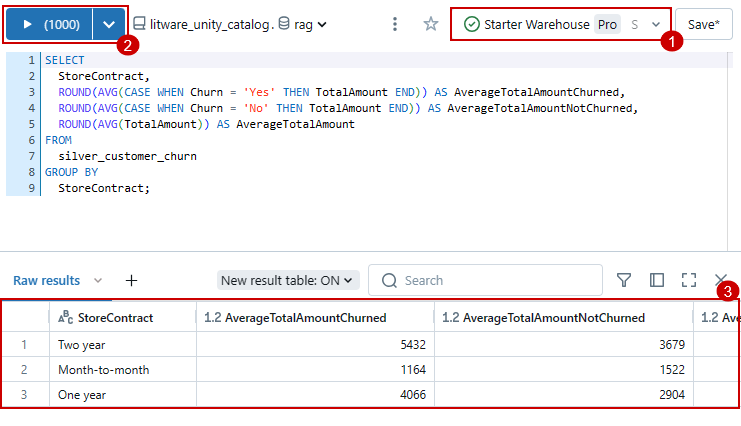 (1000) litware_unity_catalog. rag Starter Warehouse Pro S Save*
2 1
1 SELECT
2 StoreContract,
3 ROUND(AVG(CASE WHEN Churn = 'Yes' THEN TotalAmount END)) AS AverageTotalAmountChurned,
4 ROUND(AVG(CASE WHEN Churn = 'No' THEN TotalAmount END)) AS AverageTotalAmountNotChurned,
5 ROUND(AVG(TotalAmount)) AS AverageTotalAmount
6 FROM
7 silver_customer_churn
8 GROUP BY
9 StoreContract;
Raw results New result table: ON Search
3
ABC StoreContract 1.2 AverageTotalAmountChurned 1.2 AverageTotalAmountNotChurned 1.2 Ave
1 Two year 5432 3679
2 Month-to-month 1164 1522
3 One year 4066 2904